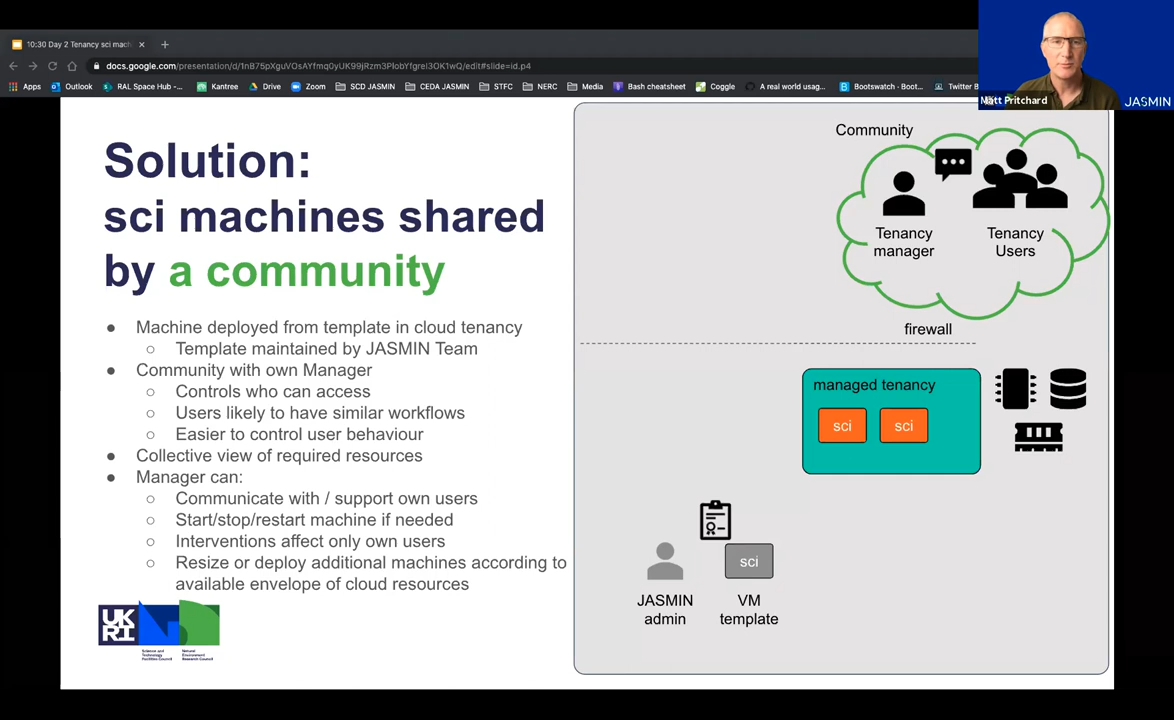 10:30 Day 2 Tenancy sci mach
docs.google.com/presentation/d/1nB75pXguVOsAYfmq0yUK99jRzm3PlobYfgrel3OK1wQ/edit#slide=id.p4
Apps Outlook RAL Space Hub -... Kantree Drive Zoom SCD JASMIN CEDA JASMIN STFC NERC Media Bash cheatsheet Coggle A real world usag... Bootswatch - Boot... Twitter B
Matt Pritchard
JASMIN
Solution:
sci machines shared
by a community
● Machine deployed from template in cloud tenancy
○ Template maintained by JASMIN Team
● Community with own Manager
○ Controls who can access
○ Users likely to have similar workflows
○ Easier to control user behaviour
● Collective view of required resources
● Manager can:
○ Communicate with / support own users
○ Start/stop/restart machine if needed
○ Interventions affect only own users
○ Resize or deploy additional machines according to
available envelope of cloud resources
UK
RI
Science and
Technology
Facilities Council
Natural
Environment
Research Council
Community
Tenancy
manager
Tenancy
Users
firewall
managed tenancy
sci
sci
sci
JASMIN
admin
VM
template